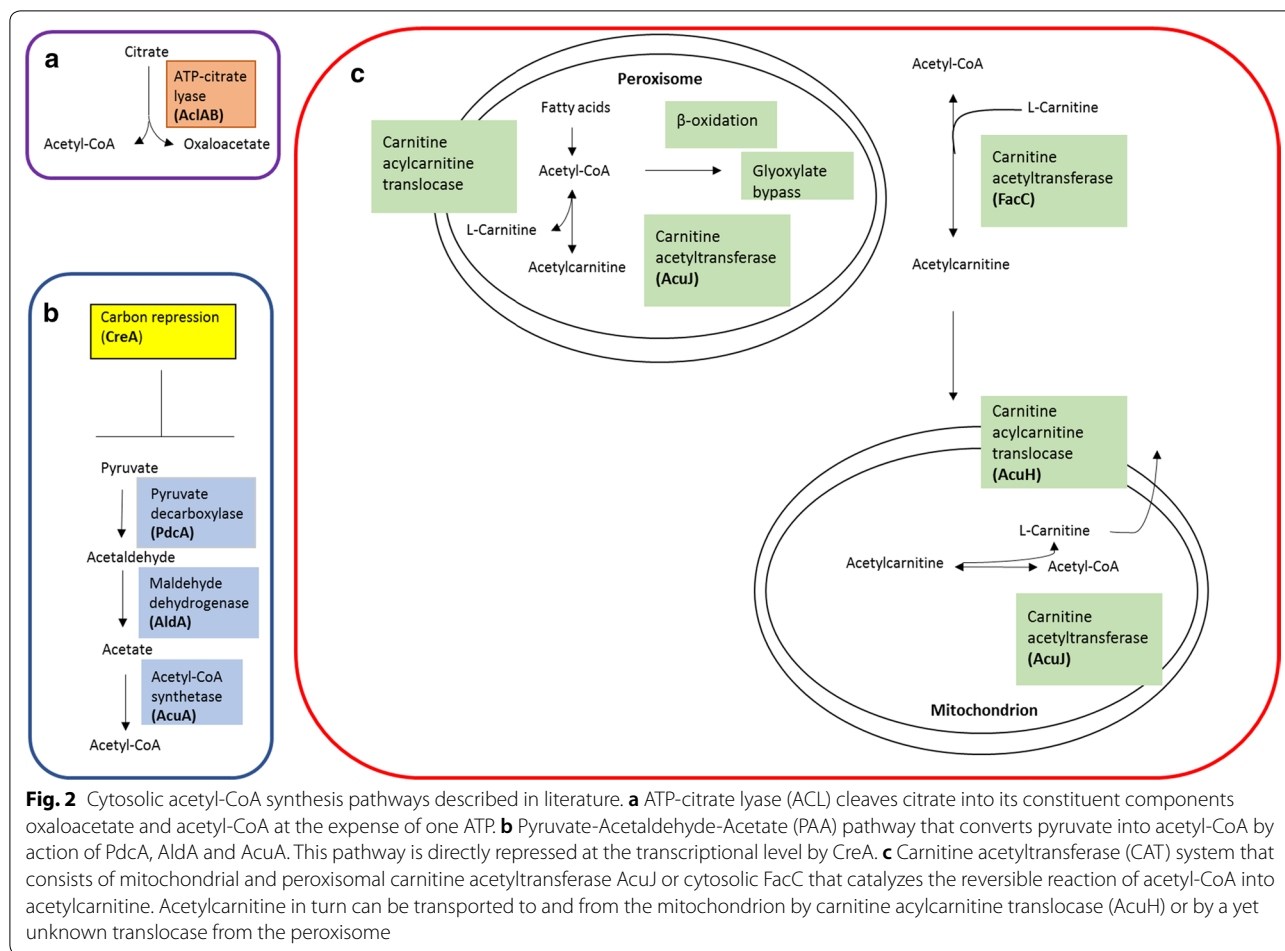 a
Citrate
ATP-citrate
lyase
(AclAB)
Acetyl-CoA
Oxaloacetate
b
Carbon repression
(CreA)
Pyruvate
Pyruvate
decarboxylase
(PdcA)
Acetaldehyde
Maldehyde
dehydrogenase
(AldA)
Acetate
Acetyl-CoA
synthetase
(AcuA)
Acetyl-CoA
c
Peroxisome
Fatty acids
β-oxidation
Carnitine
acylcarnitine
translocase
Acetyl-CoA
Glyoxylate
bypass
L-Carnitine
Acetylcarnitine
Carnitine
acetyltransferase
(AcuJ)
Acetyl-CoA
L-Carnitine
Carnitine
acetyltransferase
(FacC)
Acetylcarnitine
Carnitine
acylcarnitine
translocase
(AcuH)
L-Carnitine
Acetylcarnitine
Acetyl-CoA
Carnitine
acetyltransferase
(AcuJ)
Mitochondrion
Fig. 2 Cytosolic acetyl-CoA synthesis pathways described in literature. a ATP-citrate lyase (ACL) cleaves citrate into its constituent components
oxaloacetate and acetyl-CoA at the expense of one ATP. b Pyruvate-Acetaldehyde-Acetate (PAA) pathway that converts pyruvate into acetyl-CoA by
action of PdcA, AldA and AcuA. This pathway is directly repressed at the transcriptional level by CreA. c Carnitine acetyltransferase (CAT) system that
consists of mitochondrial and peroxisomal carnitine acetyltransferase AcuJ or cytosolic FacC that catalyzes the reversible reaction of acetyl-CoA into
acetylcarnitine. Acetylcarnitine in turn can be transported to and from the mitochondrion by carnitine acylcarnitine translocase (AcuH) or by a yet
unknown translocase from the peroxisome